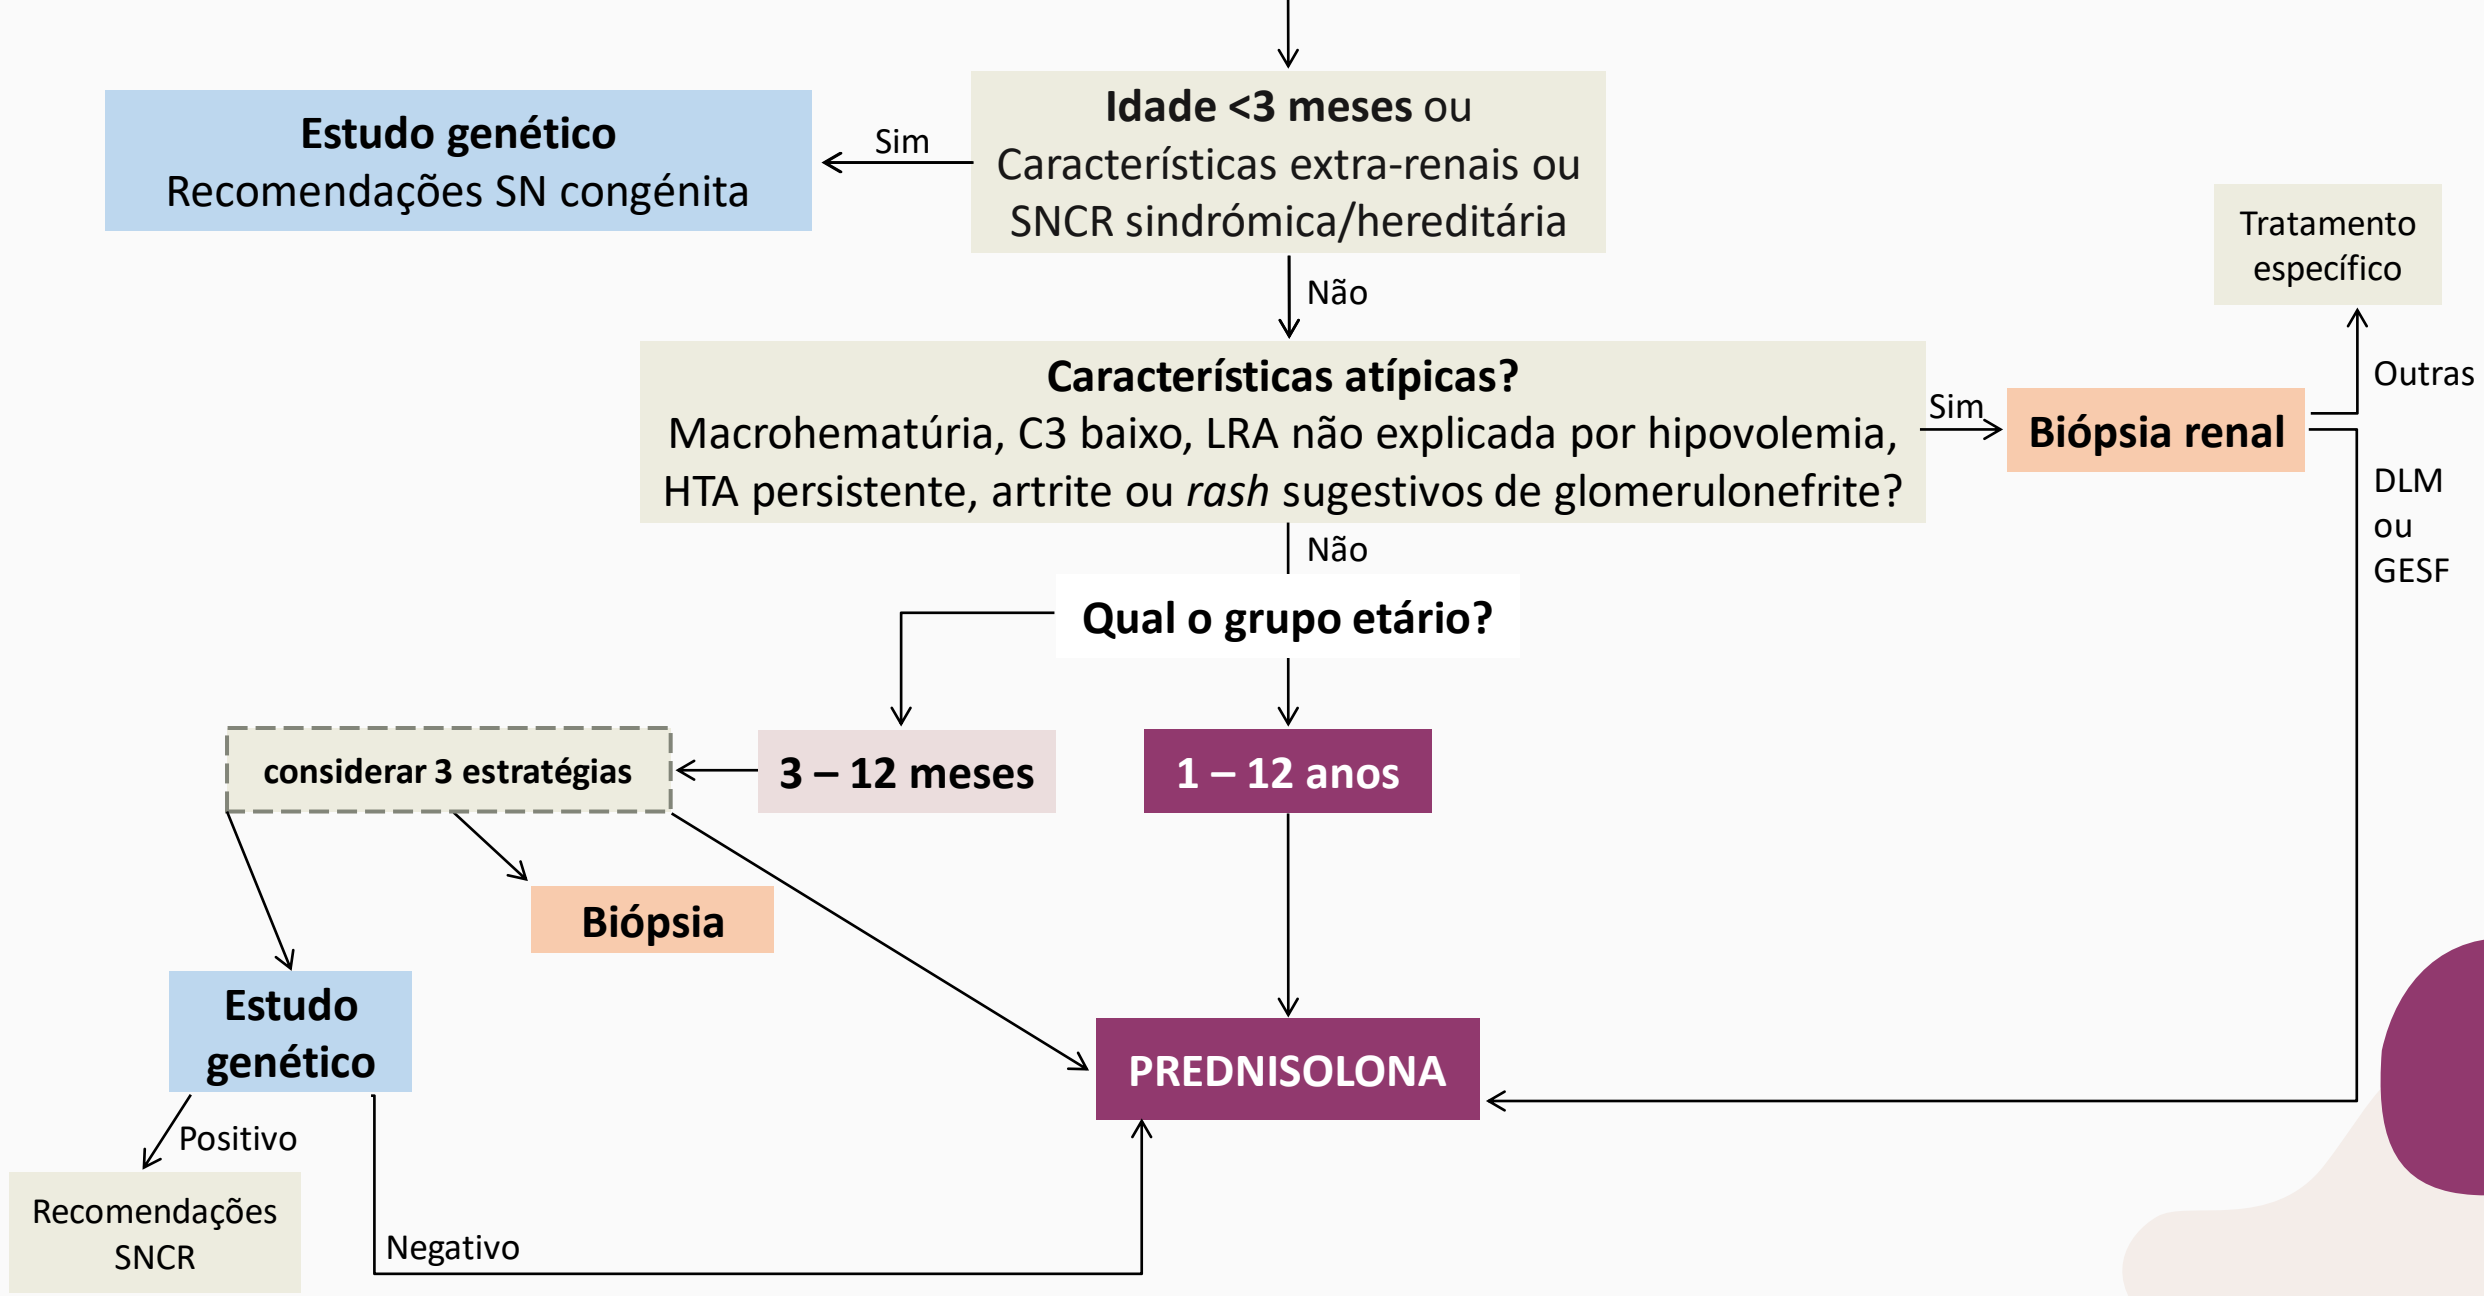 Estudo genético
Recomendações SN congénita
Sim
Idade <3 meses ou
Características extra-renais ou
SNCR sindrómica/hereditária
Tratamento
específico
Não
Características atípicas?
Macrohematúria, C3 baixo, LRA não explicada por hipovolemia,
HTA persistente, artrite ou rash sugestivos de glomerulonefrite?
Sim
Biópsia renal
Outras
DLM
ou
GESF
Não
Qual o grupo etário?
considerar 3 estratégias
3 – 12 meses
1 – 12 anos
Biópsia
Estudo
genético
PREDNISOLONA
Positivo
Recomendações
SNCR
Negativo